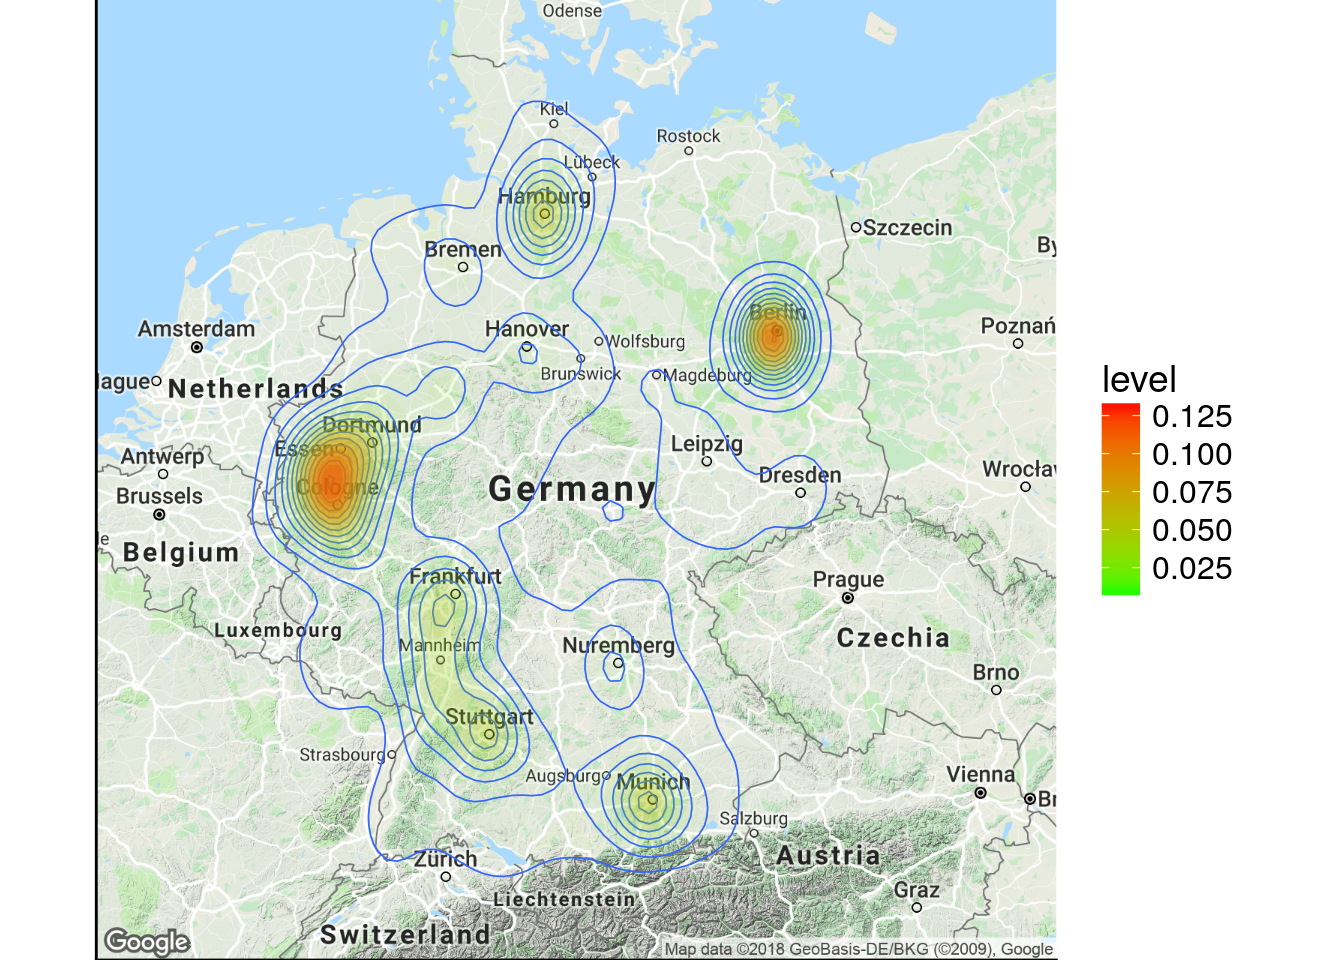 Odense
Kiel
Rostock
Lübeck
Hamburg
Szczecin
Bremen
By
Berlin
Amsterdam
Hanover
Wolfsburg
Poznań
Brunswick
Magdeburg
lague
Netherlands
Dortmund
Essen
Leipzig
Antwerp
Dresden
Wrocła
Cologne
Germany
Brussels
Belgium
Frankfurt
Prague
Luxembourg
Mannheim
Nuremberg
Czechia
Brno
Stuttgart
Strasbourg
Augsburg
Munich
Vienna
Br
Salzburg
Zürich
Austria
Liechtenstein
Graz
Switzerland
Google
Map data ©2018 GeoBasis-DE/BKG (©2009), Google
level
0.125
0.100
0.075
0.050
0.025